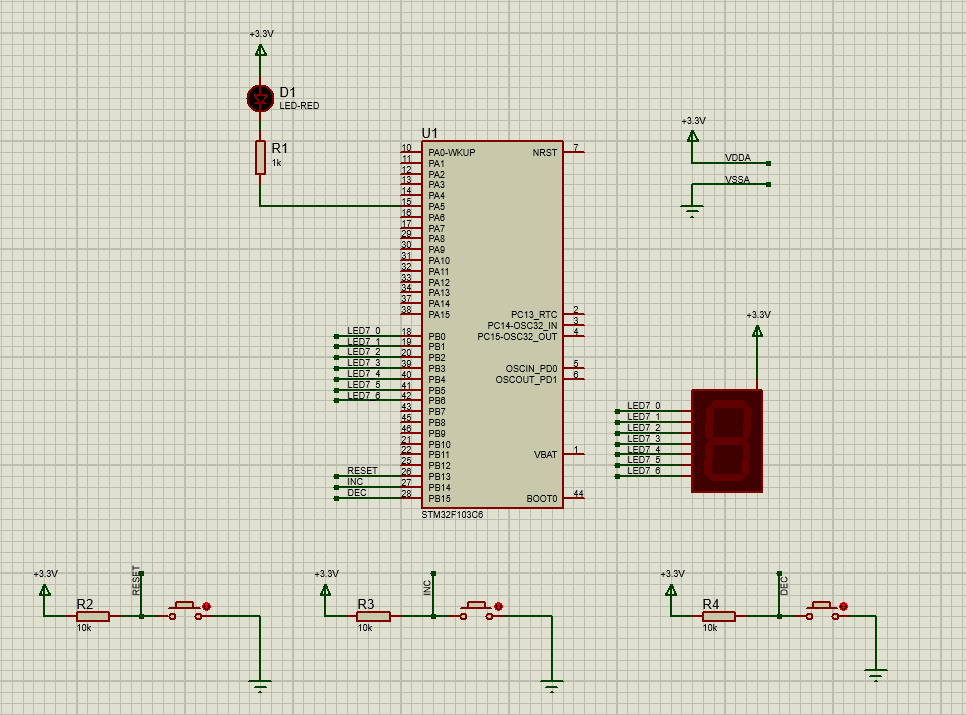 +3.3V
D1
LED-RED
R1
1k
U1
10 PA0-WKUP
11 PA1
12 PA2
13 PA3
14 PA4
15 PA5
16 PA6
17 PA7
29 PA8
30 PA9
31 PA10
32 PA11
33 PA12
34 PA13
37 PA14
38 PA15
LED7_0 18 PB0
LED7_1 19 PB1
LED7_2 20 PB2
LED7_3 39 PB3
LED7_4 40 PB4
LED7_5 41 PB5
LED7_6 42 PB6
43 PB7
45 PB8
46 PB9
21 PB10
22 PB11
25 PB12
RESET 26 PB13
INC 27 PB14
DEC 28 PB15
NRST 7
PC13_RTC 2
PC14-OSC32_IN 3
PC15-OSC32_OUT 4
OSCIN_PD0 5
OSCOUT_PD1 6
VBAT 1
BOOT0 44
STM32F103C6
+3.3V
VDDA
VSSA
+3.3V
LED7_0
LED7_1
LED7_2
LED7_3
LED7_4
LED7_5
LED7_6
+3.3V
R2
10k
RESET
+3.3V
R3
10k
INC
+3.3V
R4
10k
DEC